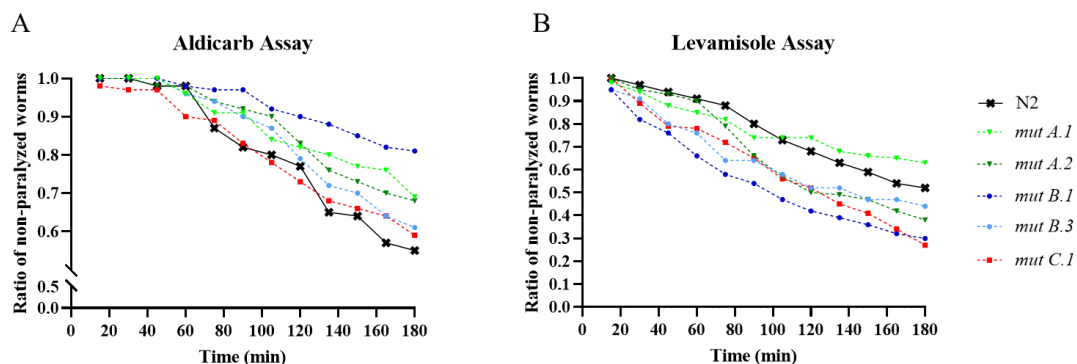 A
Aldicarb Assay
Ratio of non-paralyzed worms
1.0
0.9
0.8
0.7
0.6
0.5
0.0
0 20 40 60 80 100 120 140 160 180
Time (min)
B
Levamisole Assay
Ratio of non-paralyzed worms
1.0
0.9
0.8
0.7
0.6
0.5
0.4
0.3
0.2
0.1
0.0
0 20 40 60 80 100 120 140 160 180
Time (min)
N2
mut A.1
mut A.2
mut B.1
mut B.3
mut C.1